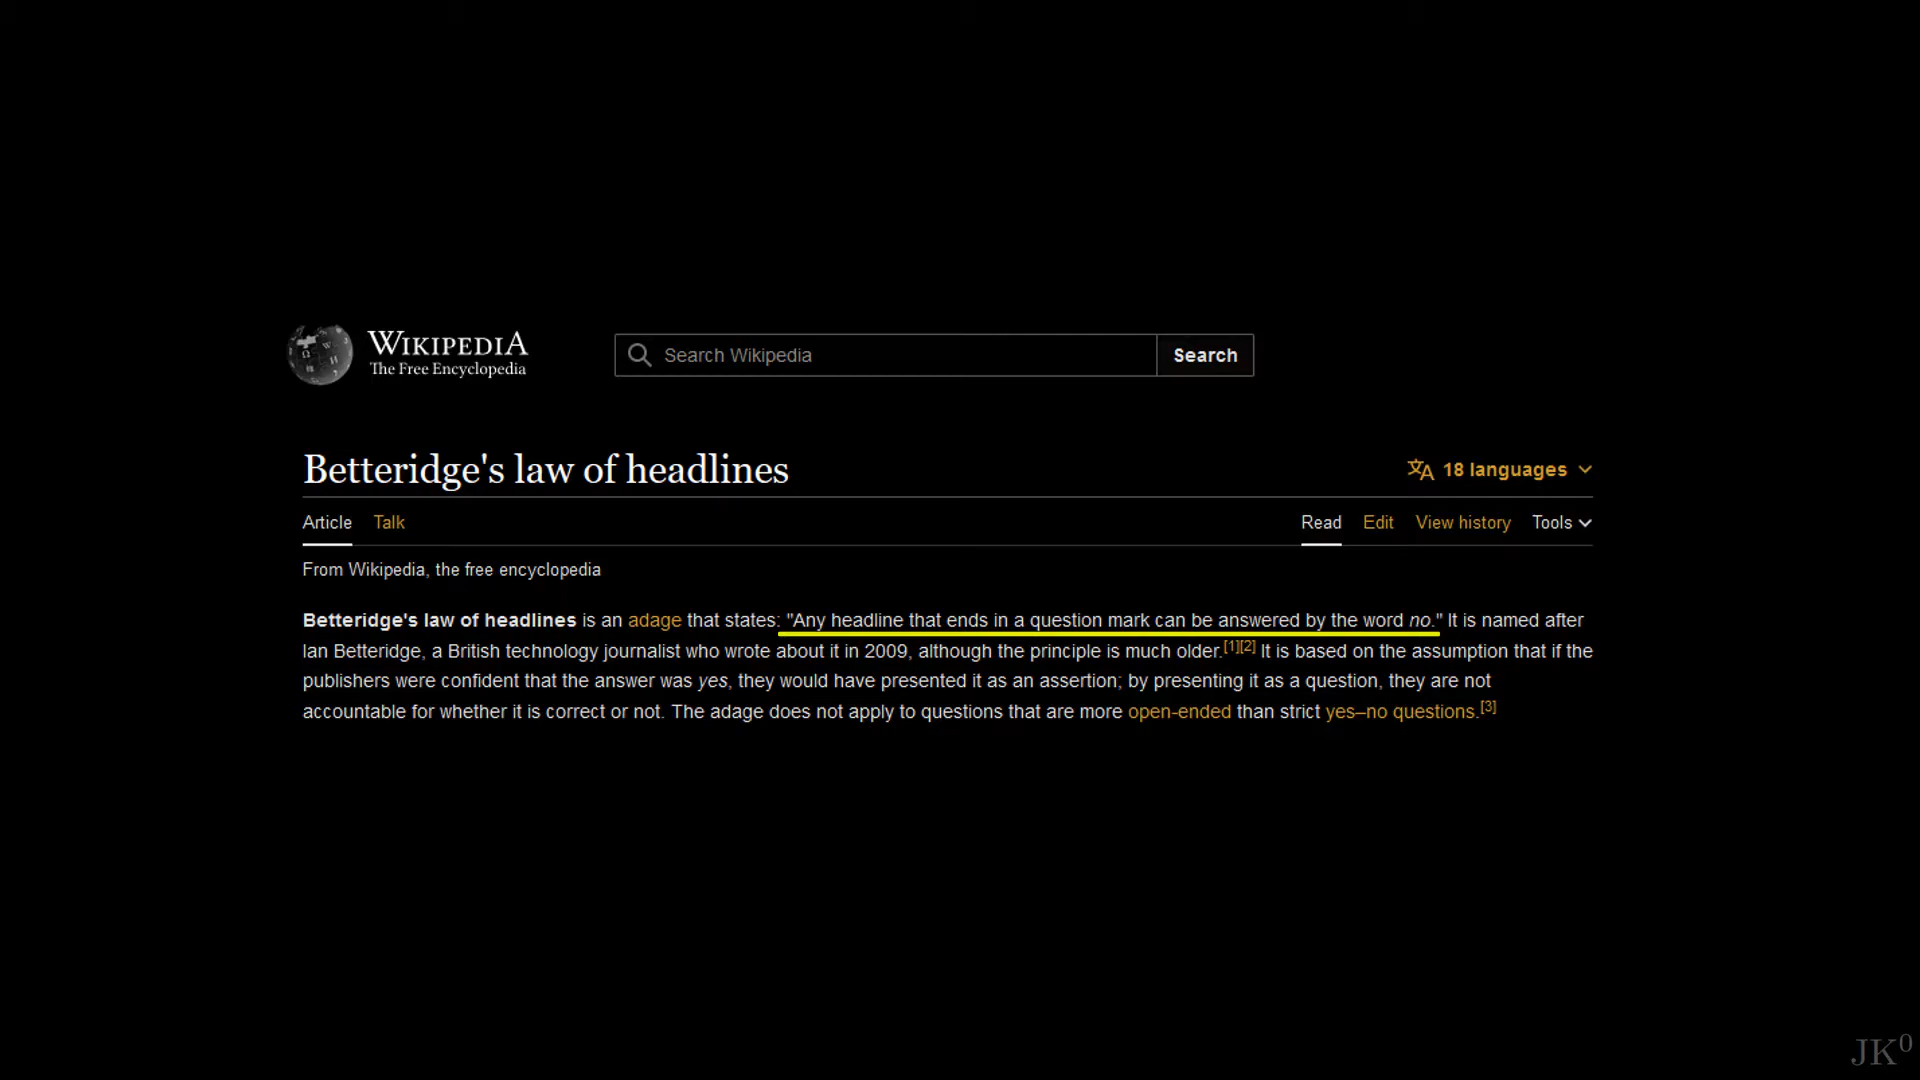 WIKIPEDIA
The Free Encyclopedia
Search Wikipedia
Search
Betteridge's law of headlines
18 languages
Article Talk
Read Edit View history Tools
From Wikipedia, the free encyclopedia
Betteridge's law of headlines is an adage that states: "Any headline that ends in a question mark can be answered by the word no." It is named after
Ian Betteridge, a British technology journalist who wrote about it in 2009, although the principle is much older.[1][2] It is based on the assumption that if the
publishers were confident that the answer was yes, they would have presented it as an assertion; by presenting it as a question, they are not
accountable for whether it is correct or not. The adage does not apply to questions that are more open-ended than strict yes–no questions.[3]
JK⁰